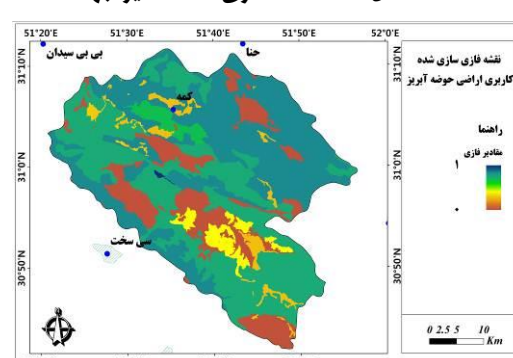 51°20'E 51°30'E 51°40'E 51°50'E 52°0'E
بی بی سیدان
حنا
کمه
سی سخت
31°10'N
31°0'N
30°50'N
31°10'N
31°0'N
30°50'N
نقشه فازی سازی شده
کاربری اراضی حوضه آبریز
راهنما
مقادیر فازی
۱
۰
0 2.5 5 10
Km